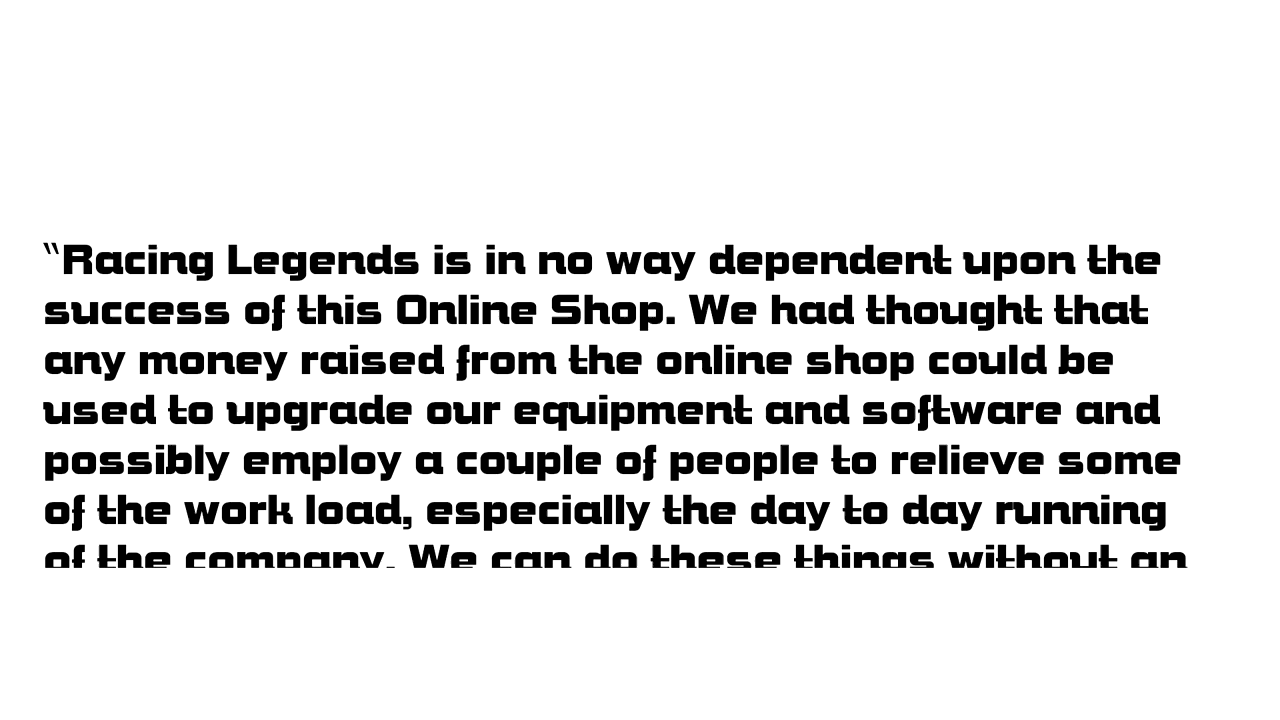 “Racing Legends is in no way dependent upon the
success of this Online Shop. We had thought that
any money raised from the online shop could be
used to upgrade our equipment and software and
possibly employ a couple of people to relieve some
of the work load, especially the day to day running
of the company. We can do these things without an